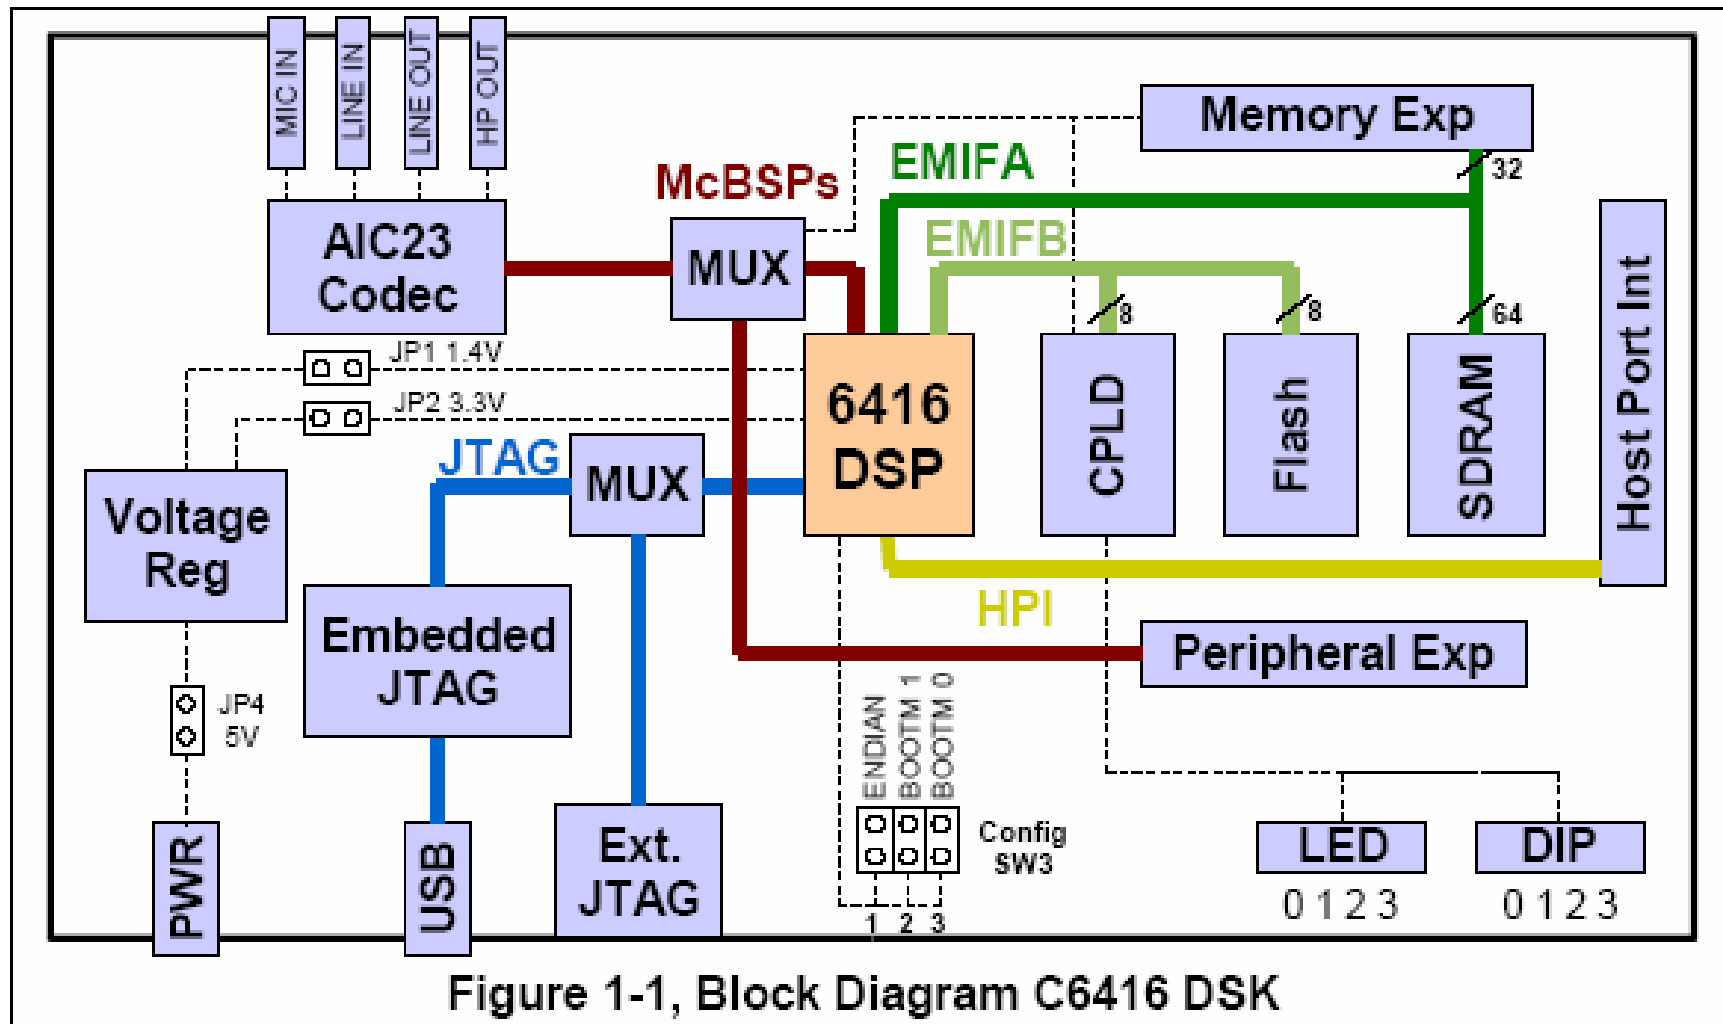 MIC IN
LINE IN
LINE OUT
HP OUT
Memory Exp
32
McBSPs
EMIFA
EMIFB
AIC23
Codec
MUX
8
8
64
Host Port Int
JP1 1.4V
JP2 3.3V
6416
DSP
CPLD
Flash
SDRAM
JTAG
MUX
Voltage
Reg
HPI
Embedded
JTAG
Peripheral Exp
JP4
5V
ENDIAN
BOOTM 1
BOOTM 0
Config
SW3
PWR
USB
Ext.
JTAG
LED
DIP
0 1 2 3
0 1 2 3
1 2 3
Figure 1-1, Block Diagram C6416 DSK